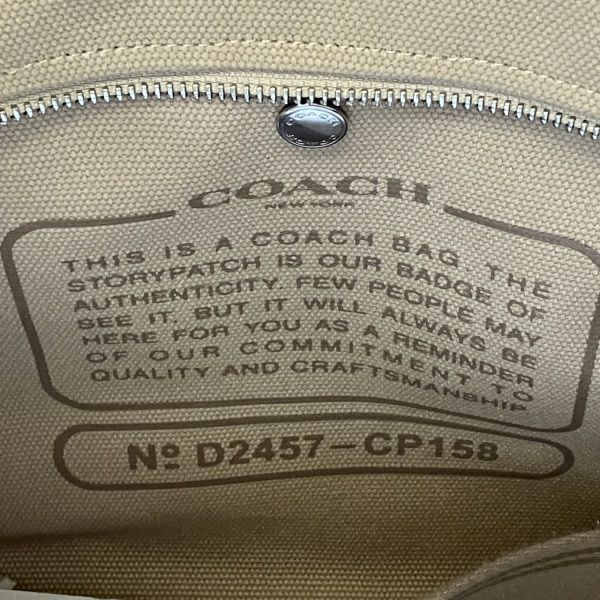 COACH
COACH
NEW YORK
THIS IS A COACH BAG. THE
STORYPATCH IS OUR BADGE OF
AUTHENTICITY. FEW PEOPLE MAY
SEE IT, BUT IT WILL ALWAYS BE
HERE FOR YOU AS A REMINDER
OF OUR COMMITMENT TO
QUALITY AND CRAFTSMANSHIP
Nº D2457-CP158